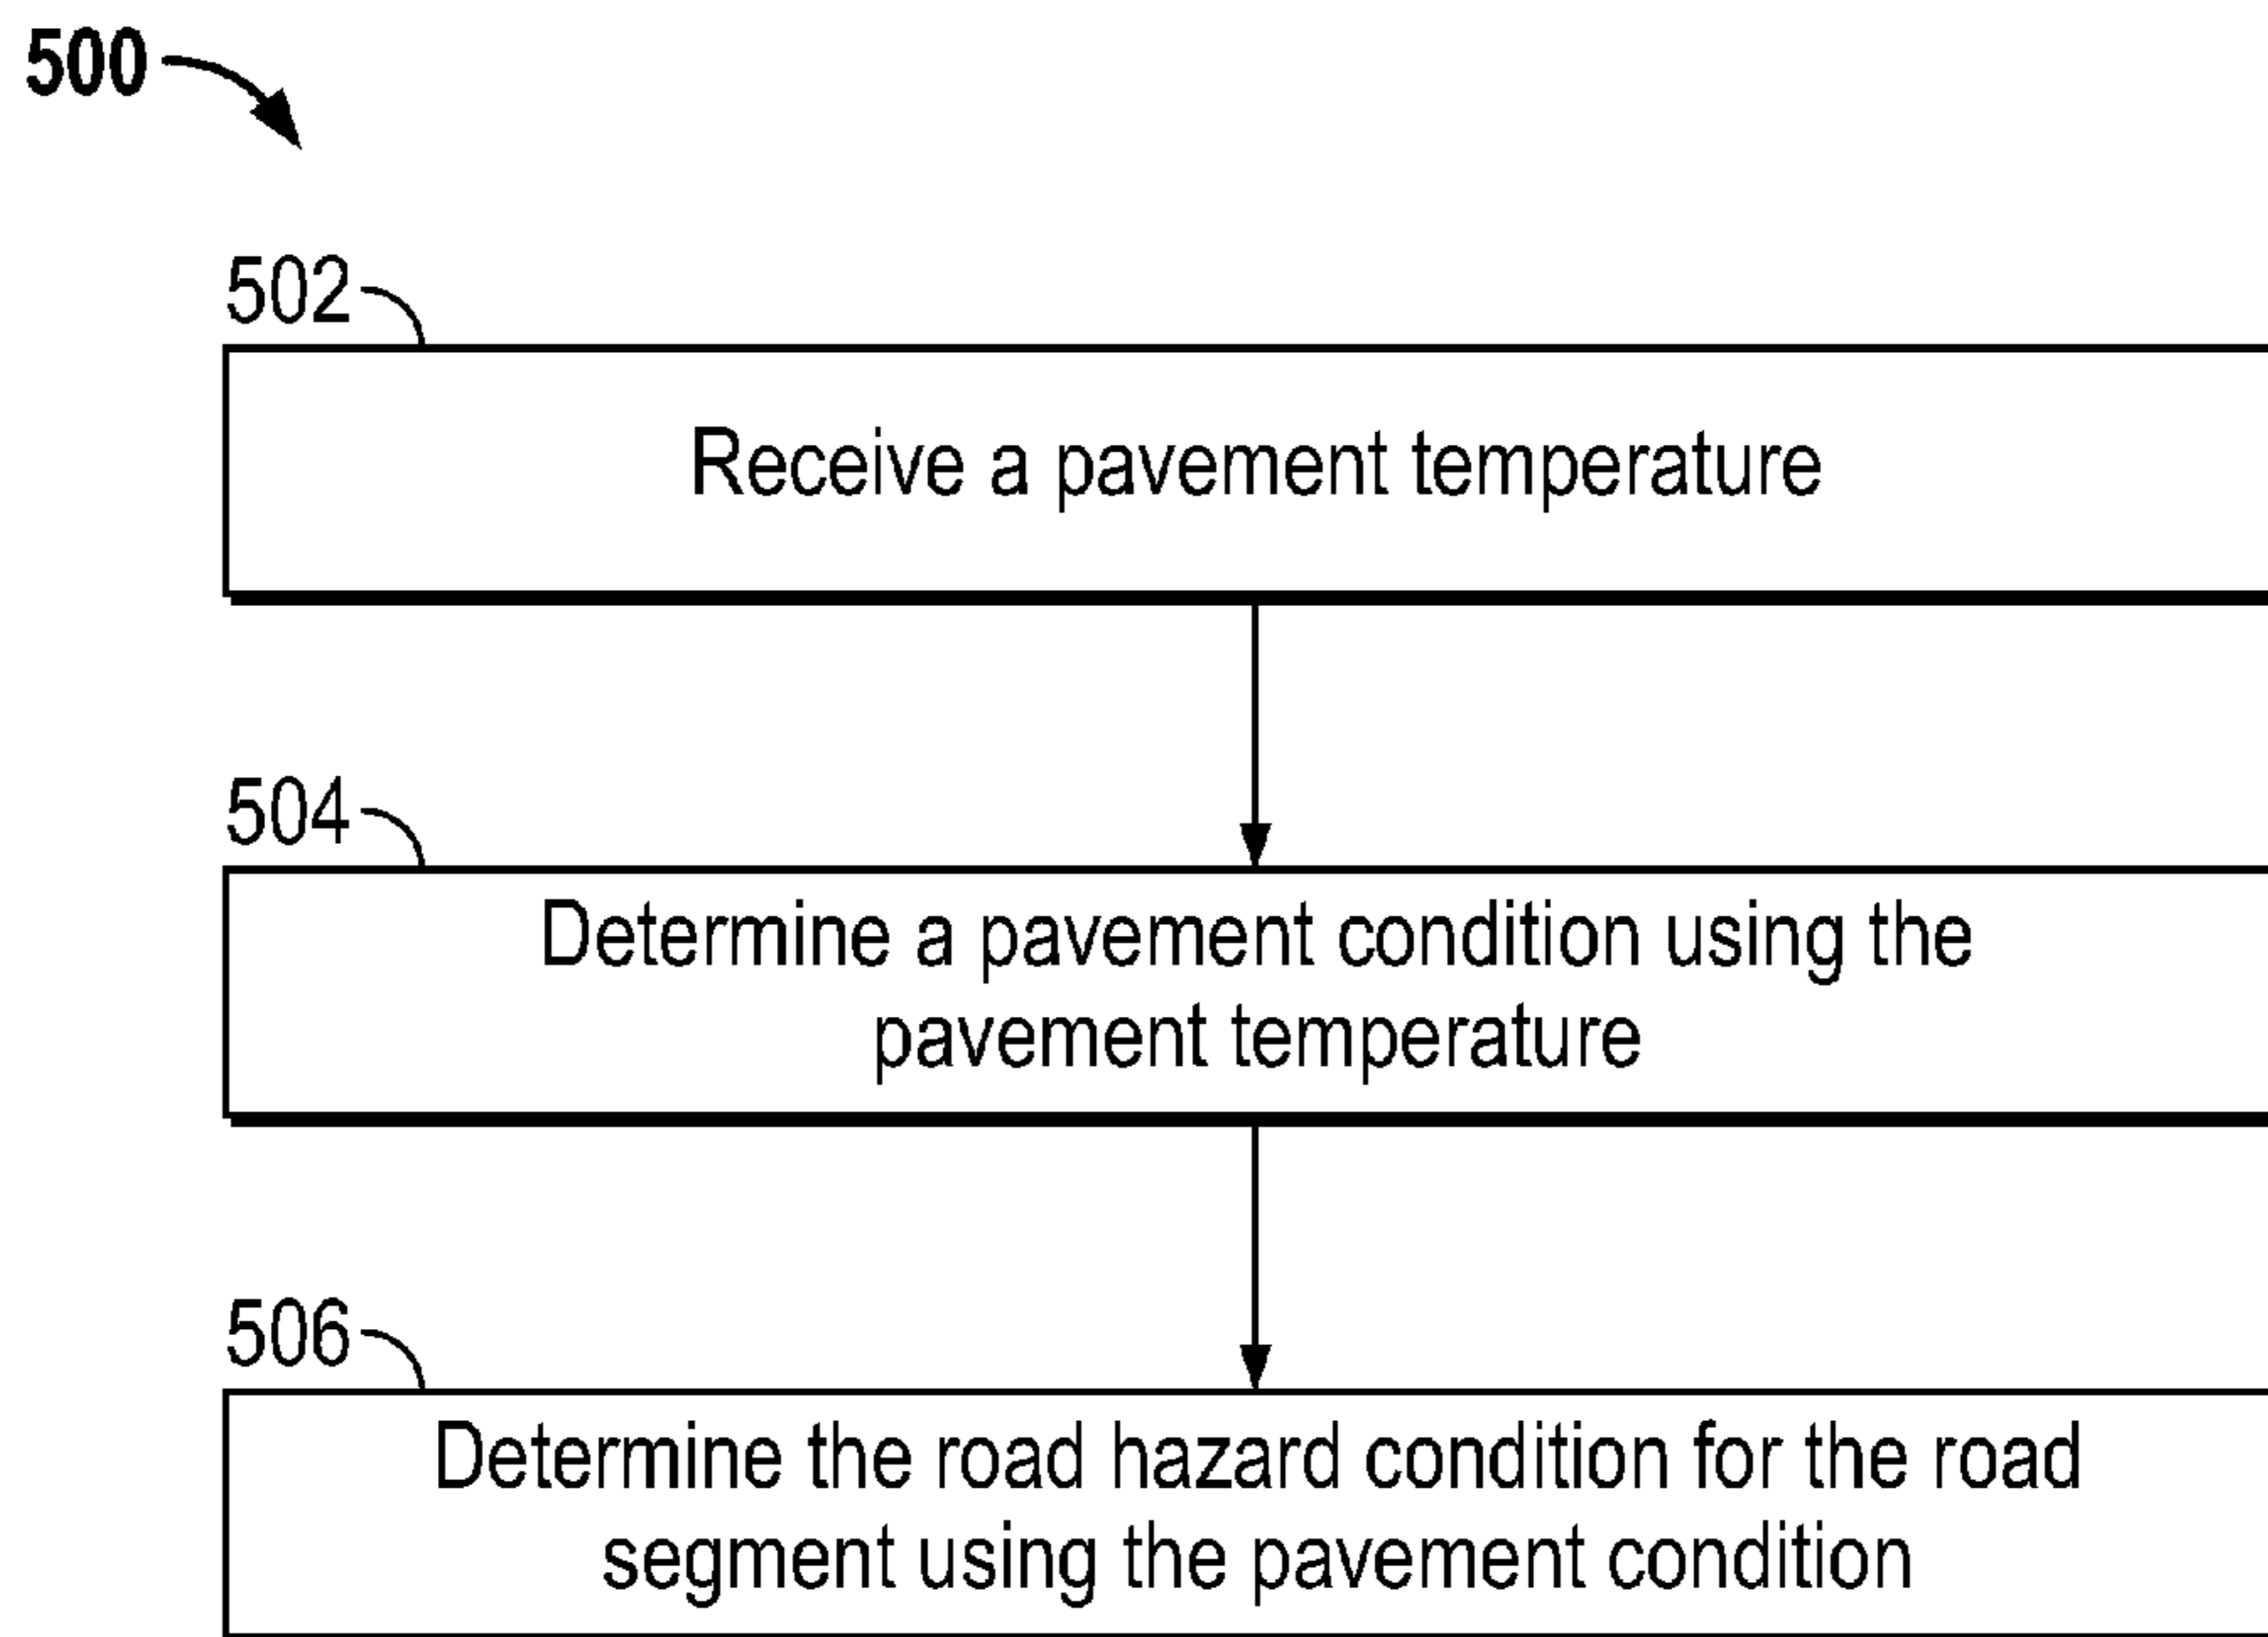 500
502
Receive a pavement temperature
504
Determine a pavement condition using the
pavement temperature
506
Determine the road hazard condition for the road
segment using the pavement condition